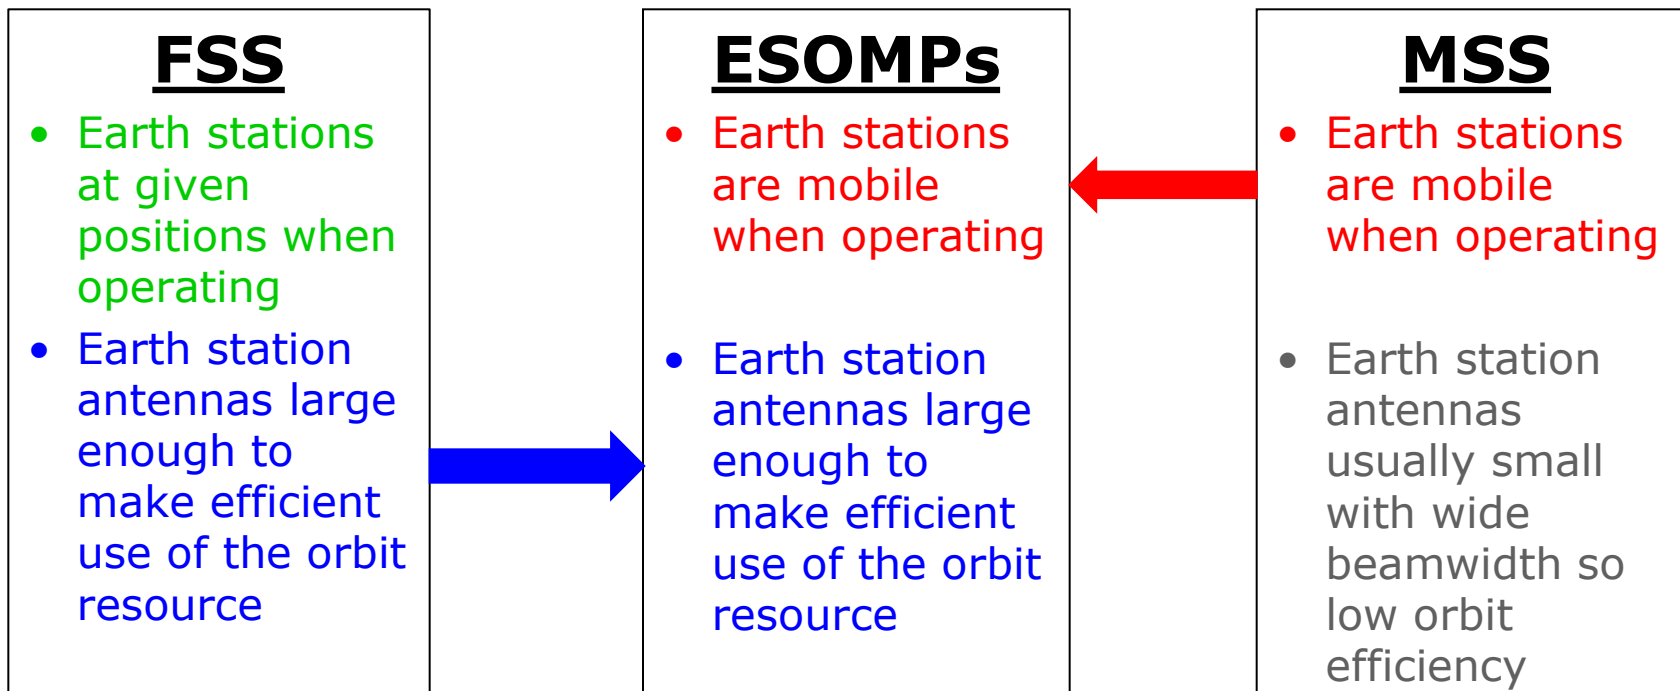 FSS
• Earth stations
at given
positions when
operating
• Earth station
antennas large
enough to
make efficient
use of the orbit
resource
ESOMPs
• Earth stations
are mobile
when operating
• Earth station
antennas large
enough to
make efficient
use of the orbit
resource
MSS
• Earth stations
are mobile
when operating
• Earth station
antennas
usually small
with wide
beamwidth so
low orbit
efficiency